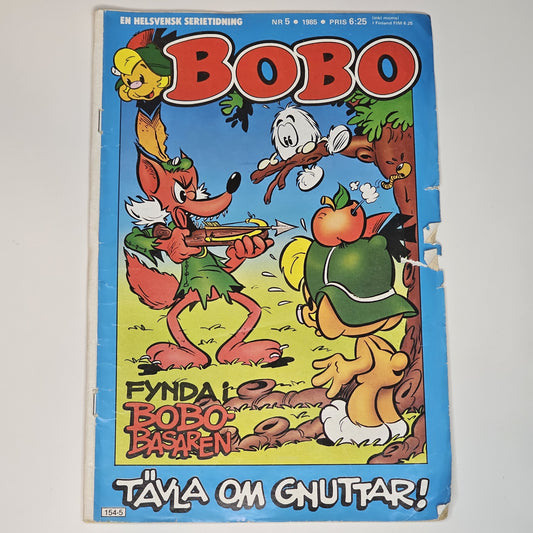 EN HELSVENSK SERIETIDNING NR 5 • 1985 • PRIS 6:25 (inkl moms)
I Finland FIM 6.25
BOBO
FYNDA i
BOBO-
BASAREN
TÄVLA OM GNUTTAR!
154-5